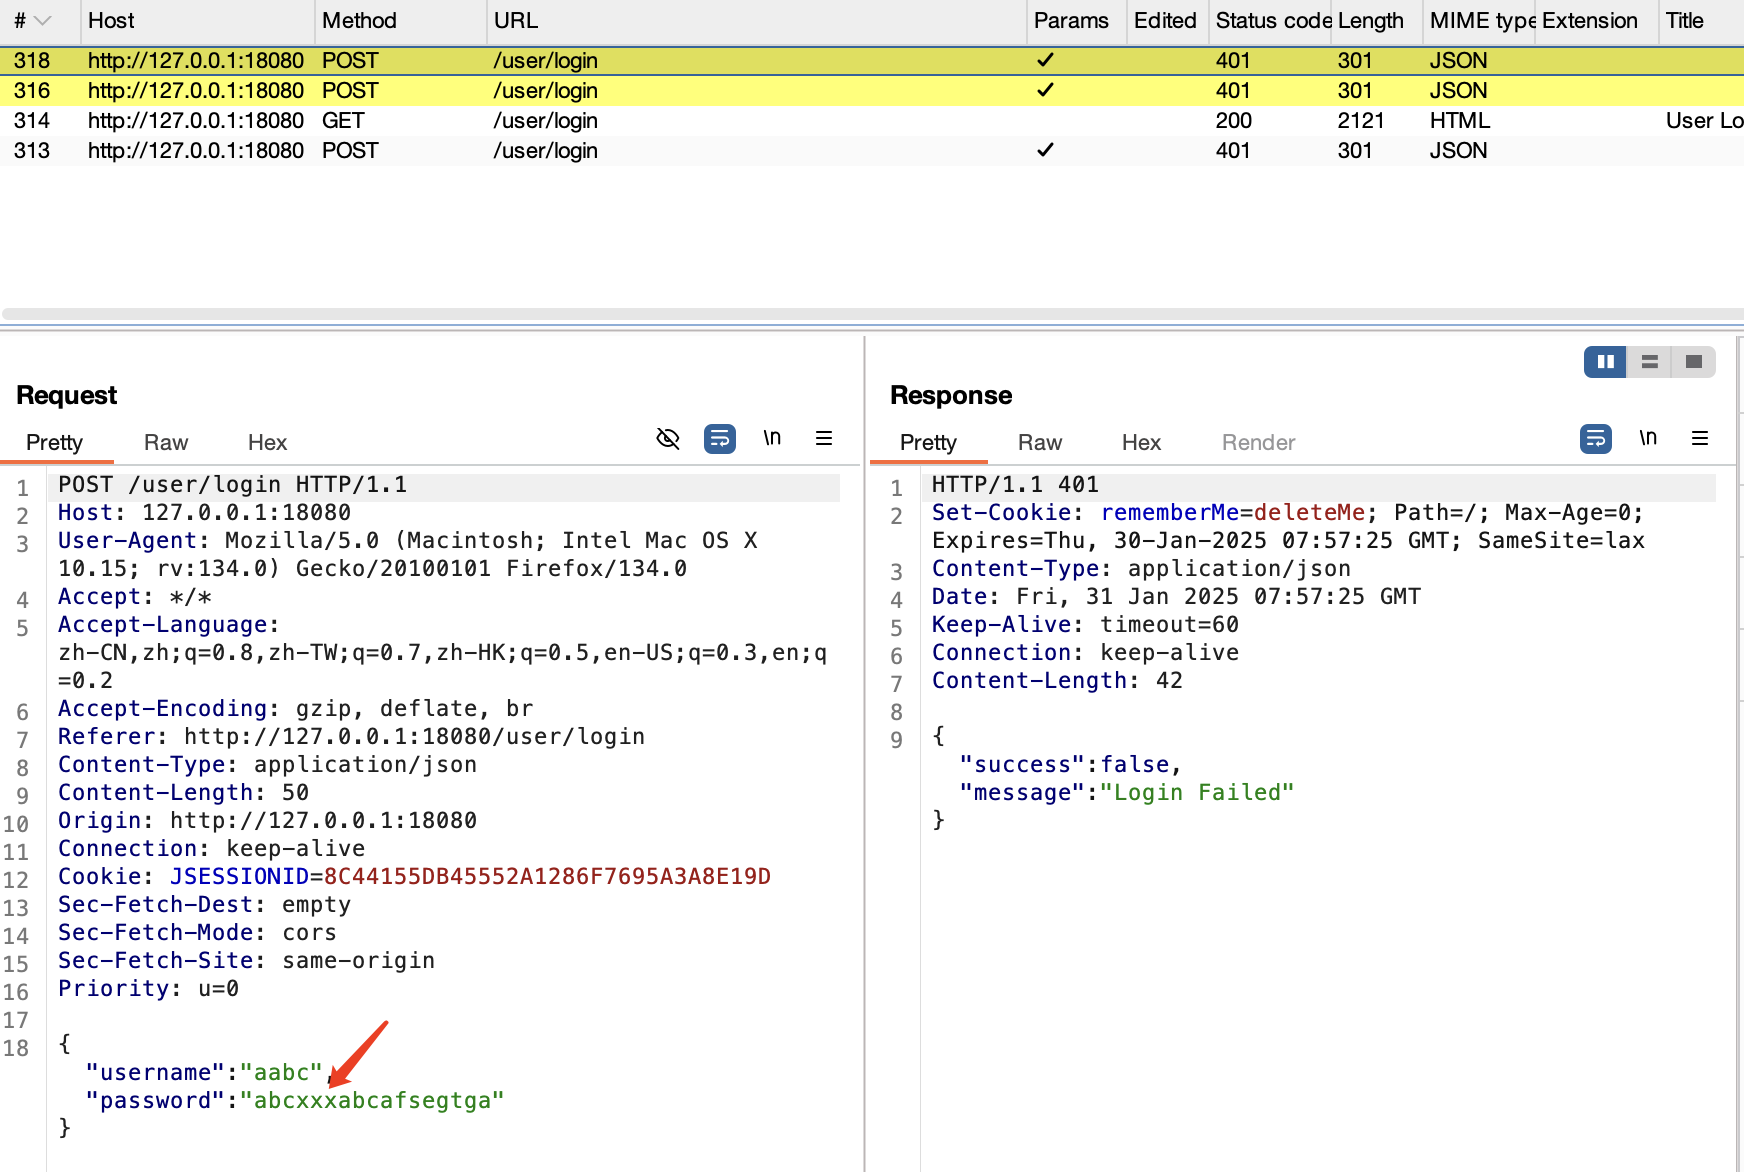 # Host Method URL Params Edited Status code Length MIME type Extension Title
318 http://127.0.0.1:18080 POST /user/login ✓ 401 301 JSON
316 http://127.0.0.1:18080 POST /user/login ✓ 401 301 JSON
314 http://127.0.0.1:18080 GET /user/login 200 2121 HTML User Lo
313 http://127.0.0.1:18080 POST /user/login ✓ 401 301 JSON
Request
Pretty Raw Hex \n
1 POST /user/login HTTP/1.1
2 Host: 127.0.0.1:18080
3 User-Agent: Mozilla/5.0 (Macintosh; Intel Mac OS X
10.15; rv:134.0) Gecko/20100101 Firefox/134.0
4 Accept: */*
5 Accept-Language:
zh-CN,zh;q=0.8,zh-TW;q=0.7,zh-HK;q=0.5,en-US;q=0.3,en;q
=0.2
6 Accept-Encoding: gzip, deflate, br
7 Referer: http://127.0.0.1:18080/user/login
8 Content-Type: application/json
9 Content-Length: 50
10 Origin: http://127.0.0.1:18080
11 Connection: keep-alive
12 Cookie: JSESSIONID=8C44155DB45552A1286F7695A3A8E19D
13 Sec-Fetch-Dest: empty
14 Sec-Fetch-Mode: cors
15 Sec-Fetch-Site: same-origin
16 Priority: u=0
17
18 {
"username":"aabc",
"password":"abcxxxabcafsegtga"
}
Response
Pretty Raw Hex Render \n
1 HTTP/1.1 401
2 Set-Cookie: rememberMe=deleteMe; Path=/; Max-Age=0;
Expires=Thu, 30-Jan-2025 07:57:25 GMT; SameSite=lax
3 Content-Type: application/json
4 Date: Fri, 31 Jan 2025 07:57:25 GMT
5 Keep-Alive: timeout=60
6 Connection: keep-alive
7 Content-Length: 42
8
9 {
"success":false,
"message":"Login Failed"
}